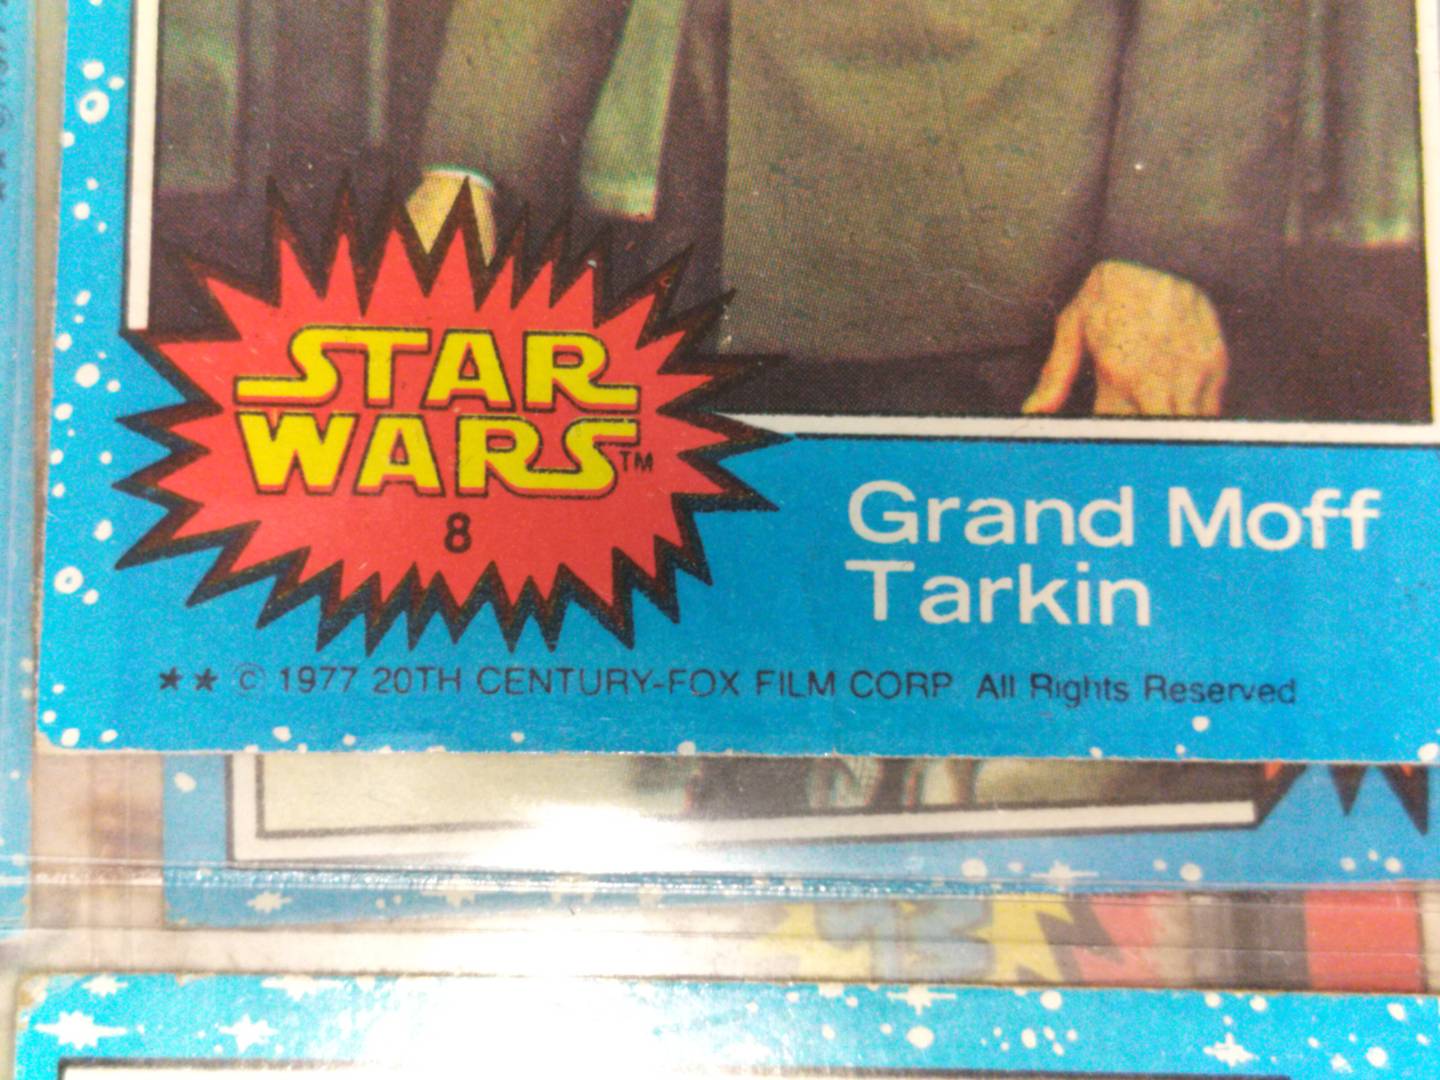 STAR
WARS™
8
Grand Moff
Tarkin
★★ © 1977 20TH CENTURY-FOX FILM CORP. All Rights Reserved